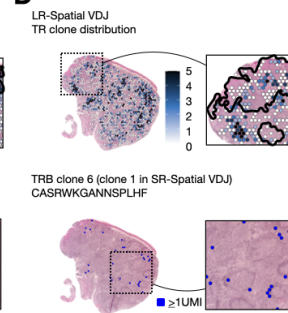 LR-Spatial VDJ
TR clone distribution
5
4
3
2
1
0
TRB clone 6 (clone 1 in SR-Spatial VDJ)
CASRWKGANNSPLHF
≥1UMI